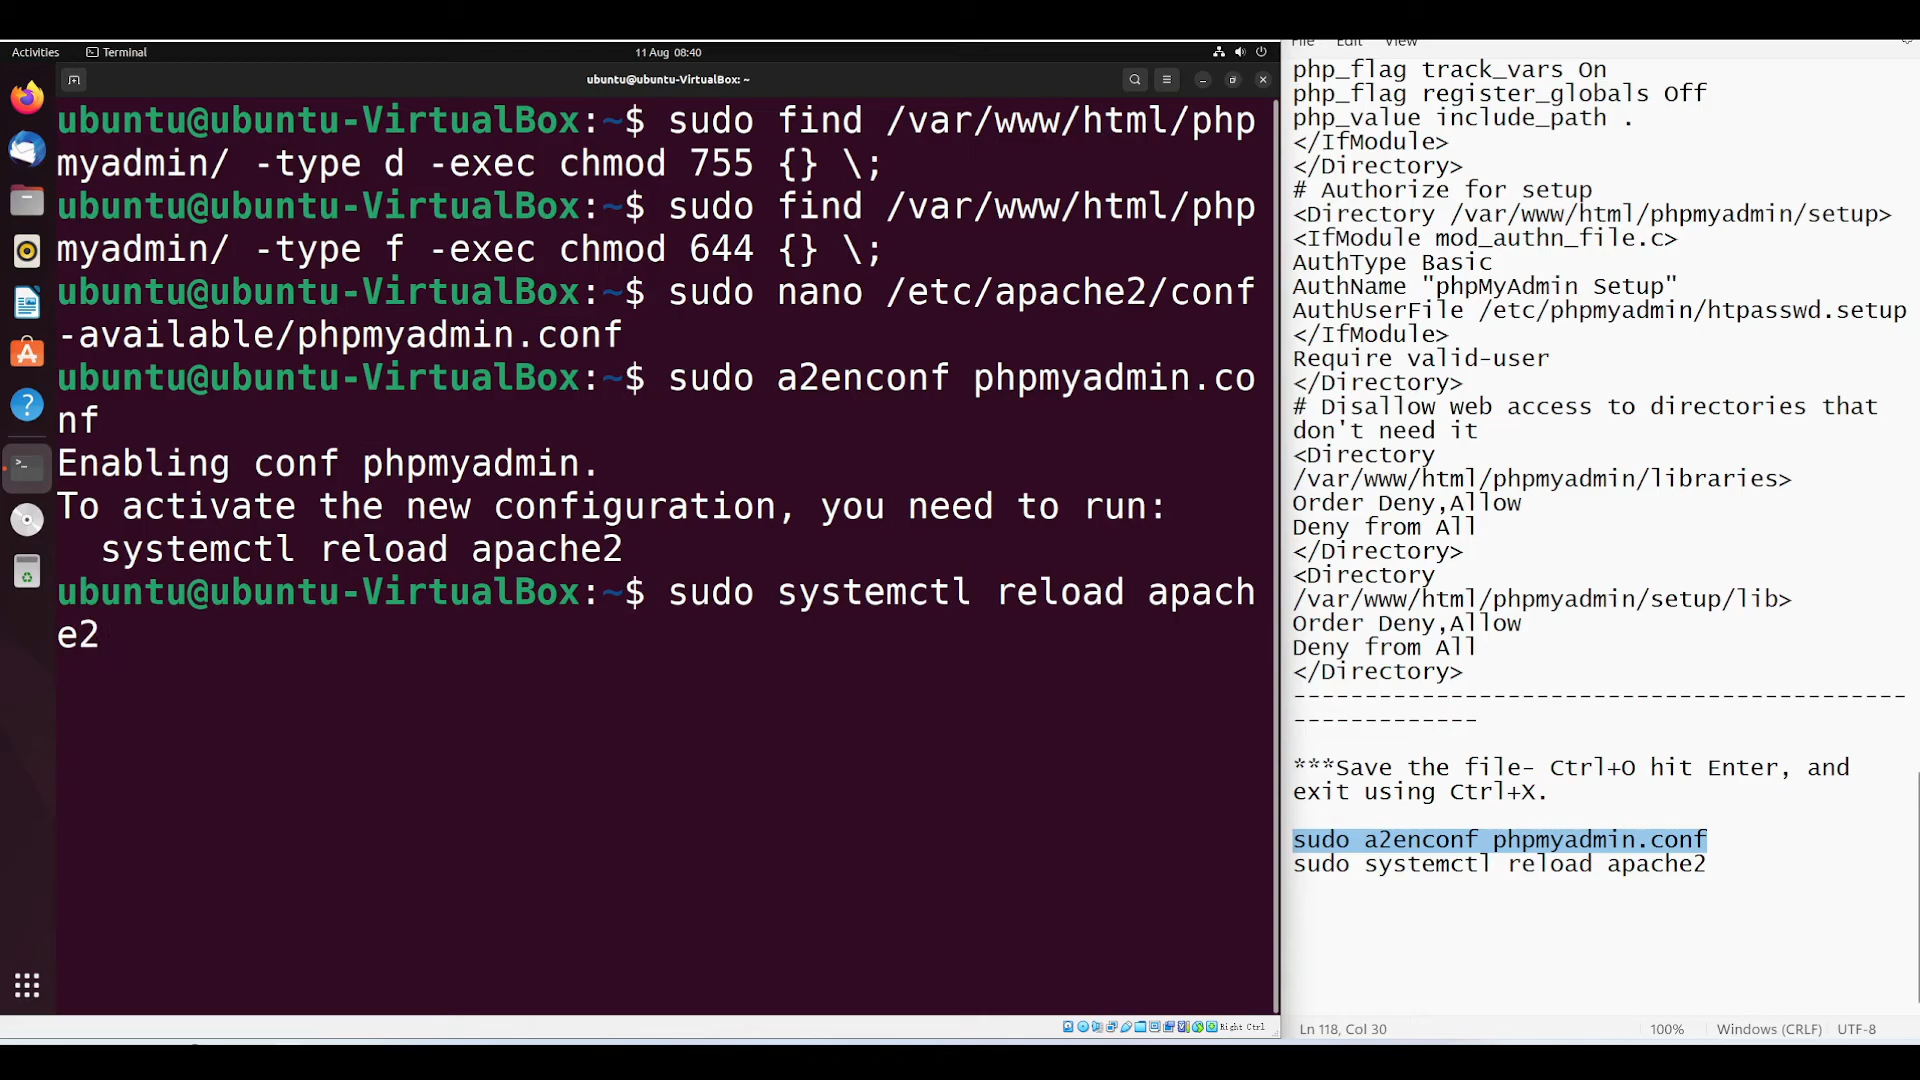 Activities
Terminal
11 Aug 08:40
ubuntu@ubuntu-VirtualBox: ~
ubuntu@ubuntu-VirtualBox:~$ sudo find /var/www/html/php
myadmin/ -type d -exec chmod 755 {} \;
ubuntu@ubuntu-VirtualBox:~$ sudo find /var/www/html/php
myadmin/ -type f -exec chmod 644 {} \;
ubuntu@ubuntu-VirtualBox:~$ sudo nano /etc/apache2/conf
-available/phpmyadmin.conf
ubuntu@ubuntu-VirtualBox:~$ sudo a2enconf phpmyadmin.co
nf
Enabling conf phpmyadmin.
To activate the new configuration, you need to run:
  systemctl reload apache2
ubuntu@ubuntu-VirtualBox:~$ sudo systemctl reload apach
e2
Right Ctrl
File Edit View
php_flag track_vars On
php_flag register_globals Off
php_value include_path .
</IfModule>
</Directory>
# Authorize for setup
<Directory /var/www/html/phpmyadmin/setup>
<IfModule mod_authn_file.c>
AuthType Basic
AuthName "phpMyAdmin Setup"
AuthUserFile /etc/phpmyadmin/htpasswd.setup
</IfModule>
Require valid-user
</Directory>
# Disallow web access to directories that
don't need it
<Directory
/var/www/html/phpmyadmin/libraries>
Order Deny,Allow
Deny from All
</Directory>
<Directory
/var/www/html/phpmyadmin/setup/lib>
Order Deny,Allow
Deny from All
</Directory>
-------------------------------------------
-------------
***Save the file- Ctrl+O hit Enter, and
exit using Ctrl+X.
sudo a2enconf phpmyadmin.conf
sudo systemctl reload apache2
Ln 118, Col 30
100%
Windows (CRLF)
UTF-8